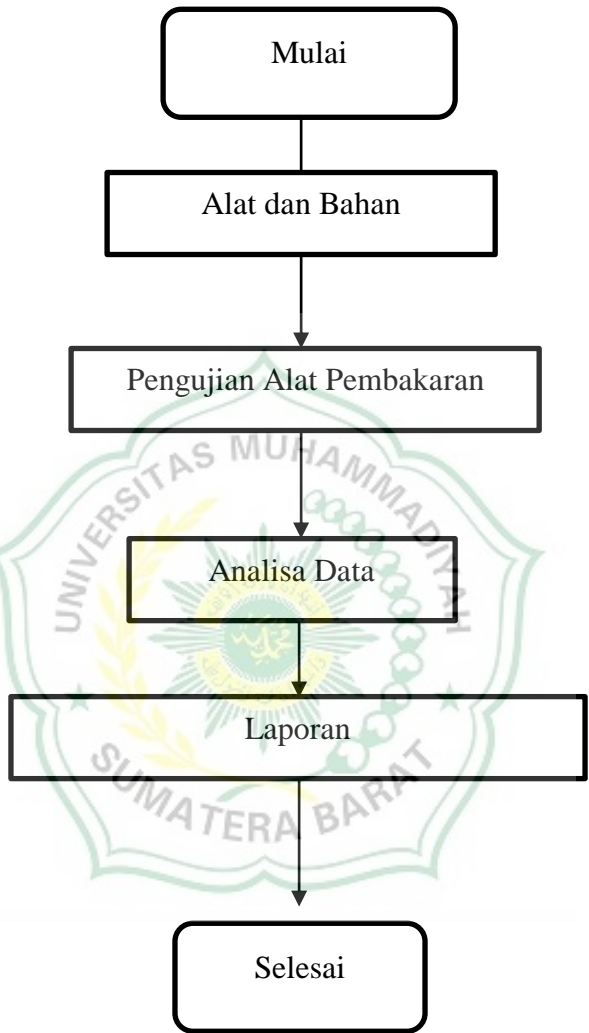 Mulai
Alat dan Bahan
Pengujian Alat Pembakaran
UNIVERSITAS MUHAMMADIYAH
Analisa Data
Laporan
SUMATERA BARAT
Selesai